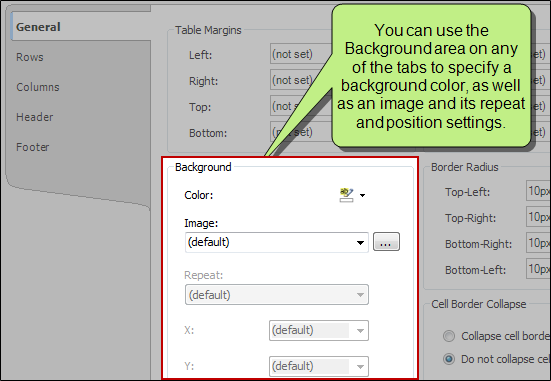 General
Rows
Columns
Header
Footer
Table Margins
Left: (not set)
Right: (not set)
Top: (not set)
Bottom: (not set)
You can use the
Background area on any
of the tabs to specify a
background color, as well
as an image and its repeat
and position settings.
Background
Color:
Image:
(default)
...
Repeat:
(default)
X: (default)
Y: (default)
Border Radius
Top-Left: 10px
Top-Right: 10px
Bottom-Right: 10px
Bottom-Left: 10px
Cell Border Collapse
Collapse cell borde
Do not collapse cel